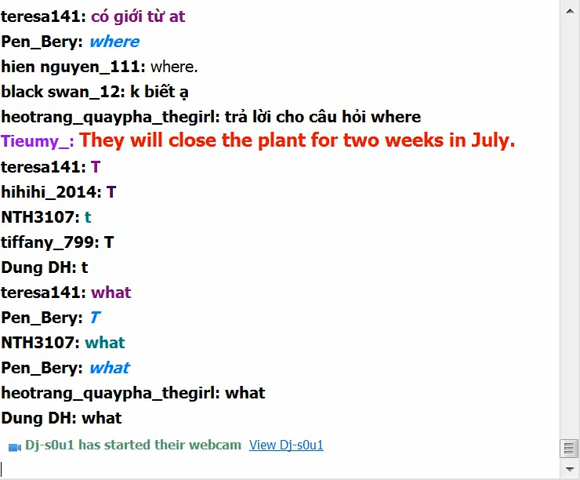 teresa141: có giới từ at
Pen_Bery: where
hien nguyen_111: where.
black swan_12: k biết ạ
heotrang_quaypha_thegirl: trả lời cho câu hỏi where
Tieumy_: They will close the plant for two weeks in July.
teresa141: T
hihihi_2014: T
NTH3107: t
tiffany_799: T
Dung DH: t
teresa141: what
Pen_Bery: T
NTH3107: what
Pen_Bery: what
heotrang_quaypha_thegirl: what
Dung DH: what
Dj-s0u1 has started their webcam View Dj-s0u1